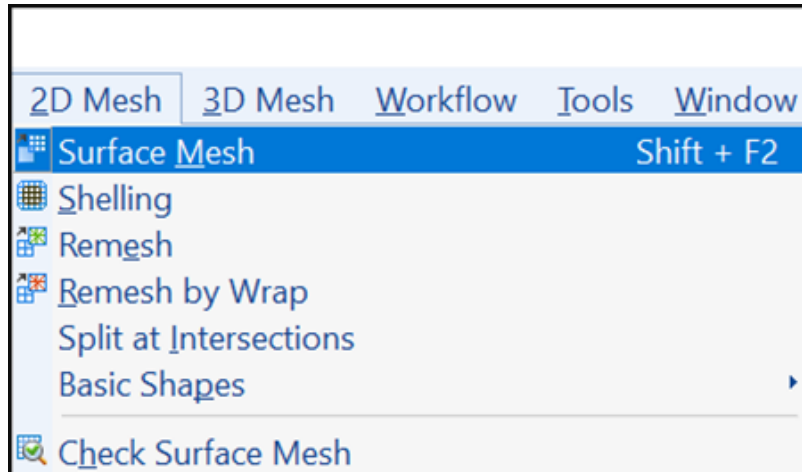 2D Mesh 3D Mesh Workflow Tools Window
Surface Mesh Shift + F2
Shelling
Remesh
Remesh by Wrap
Split at Intersections
Basic Shapes
Check Surface Mesh